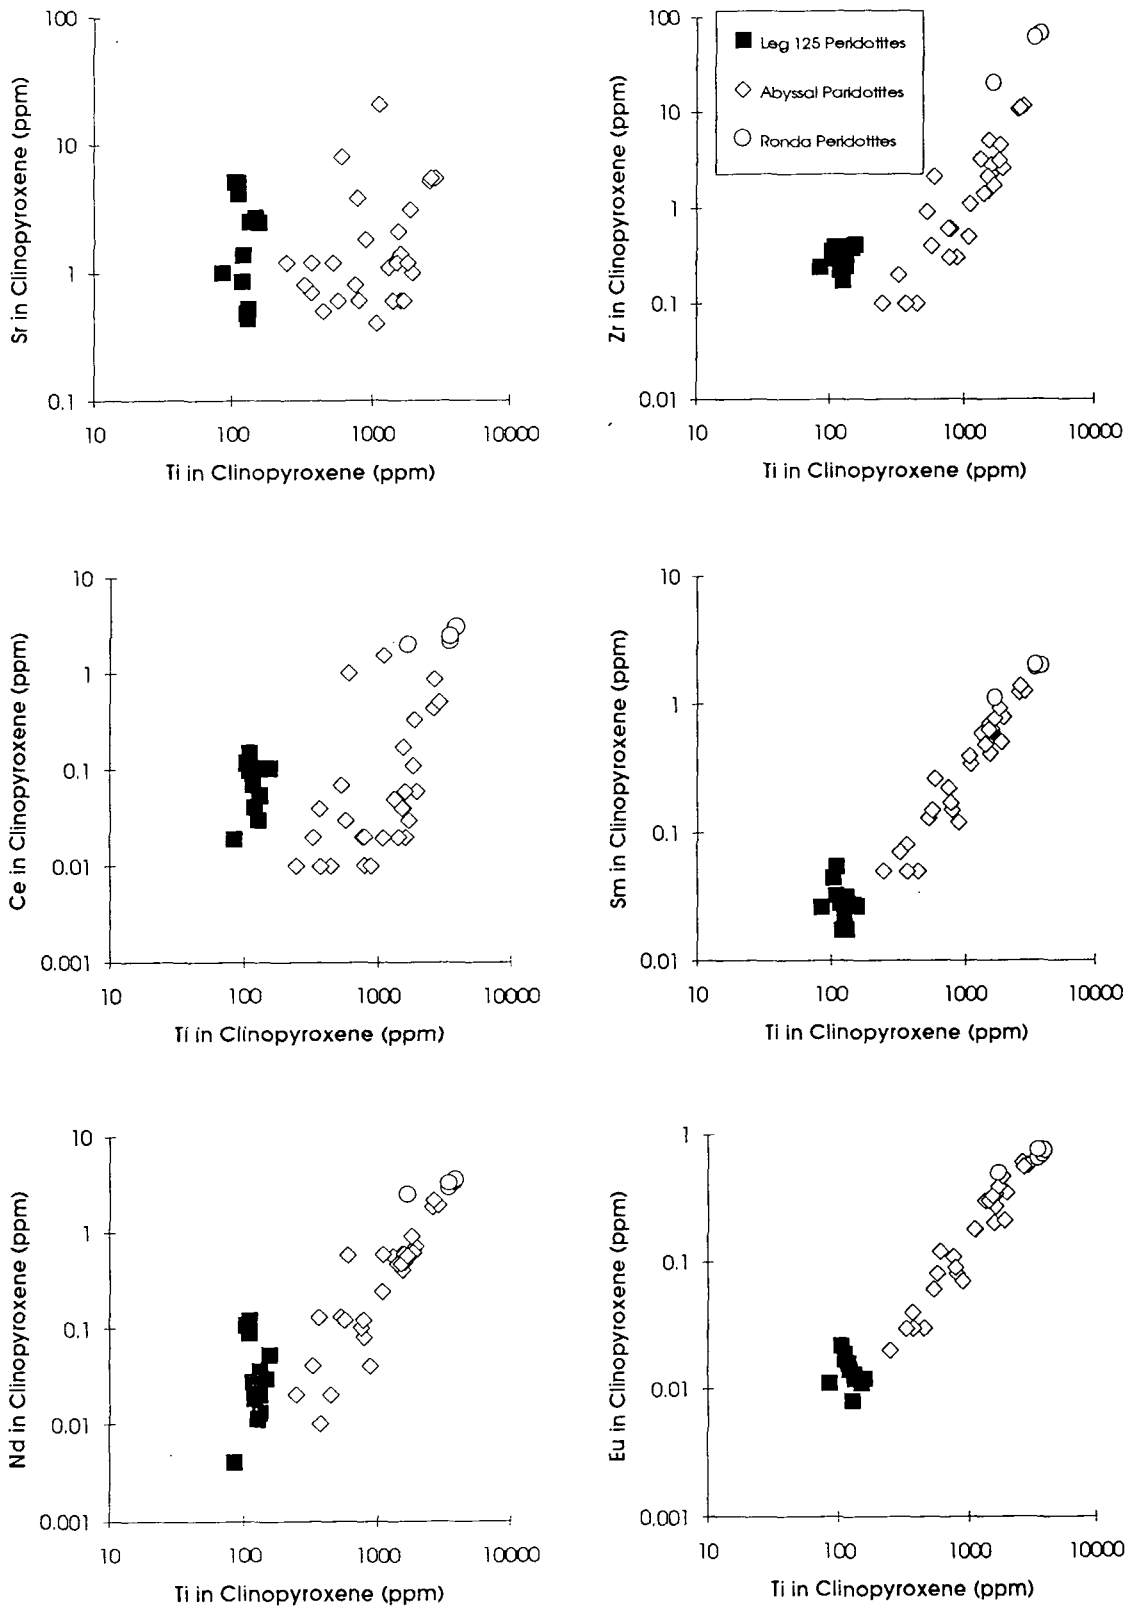 100
10
1
0.1
Sr in Clinopyroxene (ppm)
10 100 1000 10000
Ti in Clinopyroxene (ppm)
100
10
1
0.1
0.01
Zr in Clinopyroxene (ppm)
Leg 125 Peridotites
Abyssal Paridotites
Ronda Peridotites
10 100 1000 10000
Ti in Clinopyroxene (ppm)
10
1
0.1
0.01
0.001
Ce in Clinopyroxene (ppm)
10 100 1000 10000
Ti in Clinopyroxene (ppm)
10
1
0.1
0.01
Sm in Clinopyroxene (ppm)
10 100 1000 10000
Ti in Clinopyroxene (ppm)
10
1
0.1
0.01
0.001
Nd in Clinopyroxene (ppm)
10 100 1000 10000
Ti in Clinopyroxene (ppm)
1
0.1
0.01
0.001
Eu in Clinopyroxene (ppm)
10 100 1000 10000
Ti in Clinopyroxene (ppm)